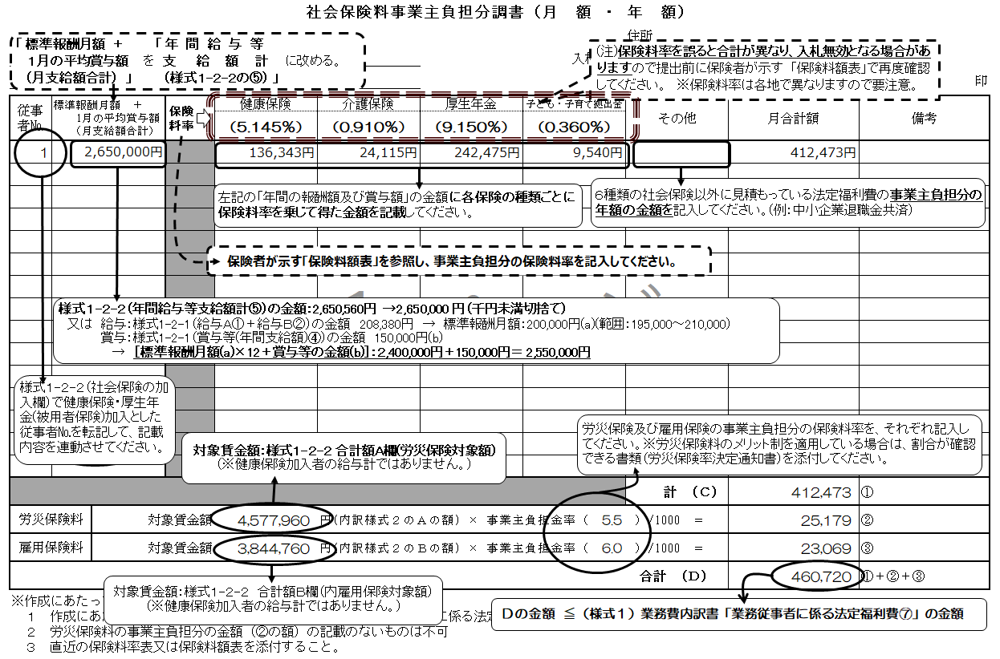 社会保険料事業主負担分調書（月　額　・　年　額）
「標準報酬月額 ＋　「年 間 給 与 等
1月の平均賞与額　を 支　給　額　計　に改める。
（月支給額合計）」　（様式1-2-2の⑤）」
住所
入札
印
（注）保険料率を誤ると合計が異なり、入札無効となる場合があ
りますので提出前に保険者が示す「保険料額表」で再度確認
してください。　※保険料率は各地で異なりますので要注意。
従事
者№
標準報酬月額　＋
1月の平均賞与額
（月支給額合計）
保険
料率
健康保険　介護保険　厚生年金　子ども・子育て拠出金
（5.145%）　（0.910%）　（9.150%）　（0.360%）
その他　月合計額　備考
1　2,650,000円　136,343円　24,115円　242,475円　9,540円　412,473円
左記の「年間の報酬額及び賞与額」の金額に各保険の種類ごとに
保険料率を乗じて得た金額を記載してください。
6種類の社会保険以外に見積もっている法定福利費の事業主負担分の
年額の金額を記入してください。（例：中小企業退職金共済）
保険者が示す「保険料額表」を参照し、事業主負担分の保険料率を記入してください。
様式1-2-2（年間給与等支給額計⑤）の金額：2,650,560円　→2,650,000円（千円未満切捨て）
又は　給与：様式1-2-1（給与A①＋給与B②）の金額　208,380円　→　標準報酬月額：200,000円(a)(範囲：195,000～210,000)
賞与：様式1-2-1（賞与等(年間支給額)④）の金額　150,000円(b)
→　［標準報酬月額(a)×12＋賞与等の金額(b)］：2,400,000円＋150,000円＝ 2,550,000円
様式1-2-2（社会保険の加
入欄）で健康保険・厚生年
金(被用者保険)加入とした
従事者№を転記して、記載
内容を連動させてください。
対象賃金額：様式1-2-2 合計額A欄(労災保険対象額)
（※健康保険加入者の給与計ではありません。）
労災保険及び雇用保険の事業主負担分の保険料率を、それぞれ記入し
てください。※労災保険料のメリット制を適用している場合は、割合が確認
できる書類（労災保険率決定通知書）を添付してください。
計　（C）　412,473　①
労災保険料　対象賃金額　4,577,960　円（内訳様式２のＡの額）　×　事業主負担金率（　5.5　）/1000　＝　25,179　②
雇用保険料　対象賃金額　3,844,760　円（内訳様式２のＢの額）　×　事業主負担金率（　6.0　）/1000　＝　23,069　③
合計　（D）　460,720　①＋②＋③
対象賃金額：様式1-2-2 合計額B欄(内雇用保険対象額)
（※健康保険加入者の給与計ではありません。）
Ｄの金額 ≦（様式１）業務費内訳書「業務従事者に係る法定福利費⑦」の金額
※作成にあたっ
1　作成にあた　に係る法定
2　労災保険料の事業主負担分の金額（②の額）の記載のないものは不可
3　直近の保険料率表又は保険料額表を添付すること。